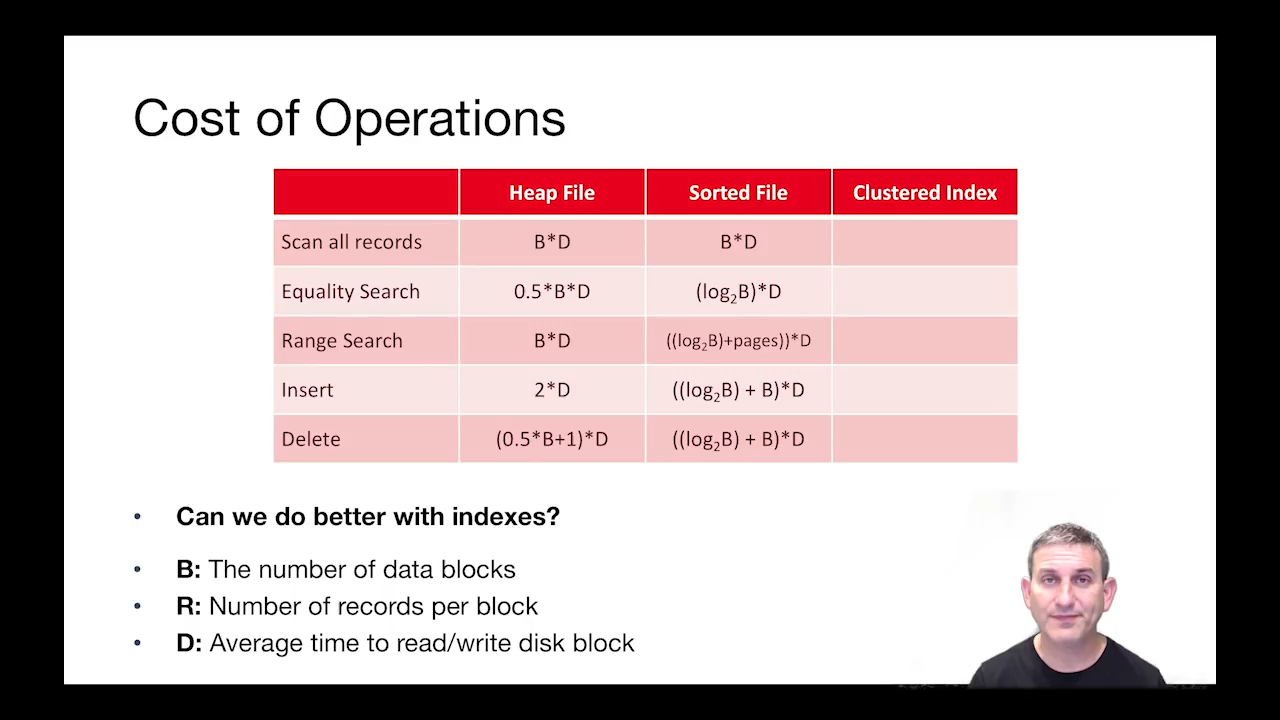 Cost of Operations
Heap File Sorted File Clustered Index
Scan all records B*D B*D
Equality Search 0.5*B*D (log₂B)*D
Range Search B*D ((log₂B)+pages))*D
Insert 2*D ((log₂B) + B)*D
Delete (0.5*B+1)*D ((log₂B) + B)*D
• Can we do better with indexes?
• B: The number of data blocks
• R: Number of records per block
• D: Average time to read/write disk block